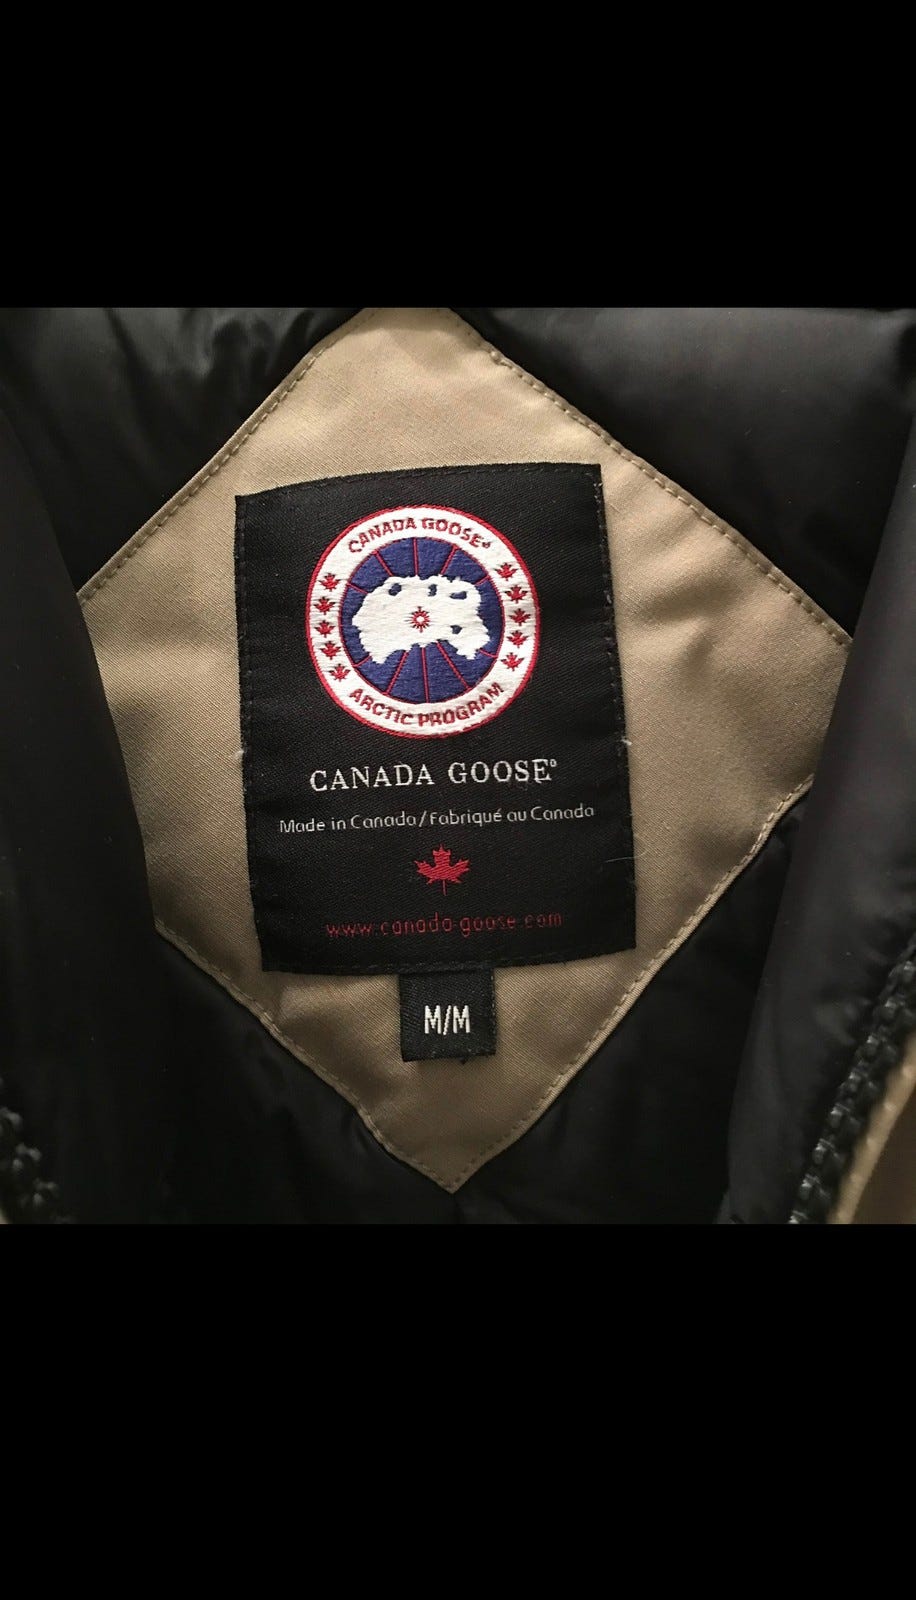 CANADA GOOSE®
ARCTIC PROGRAM
CANADA GOOSE®
Made in Canada/Fabriqué au Canada
www.canada-goose.com
M/M